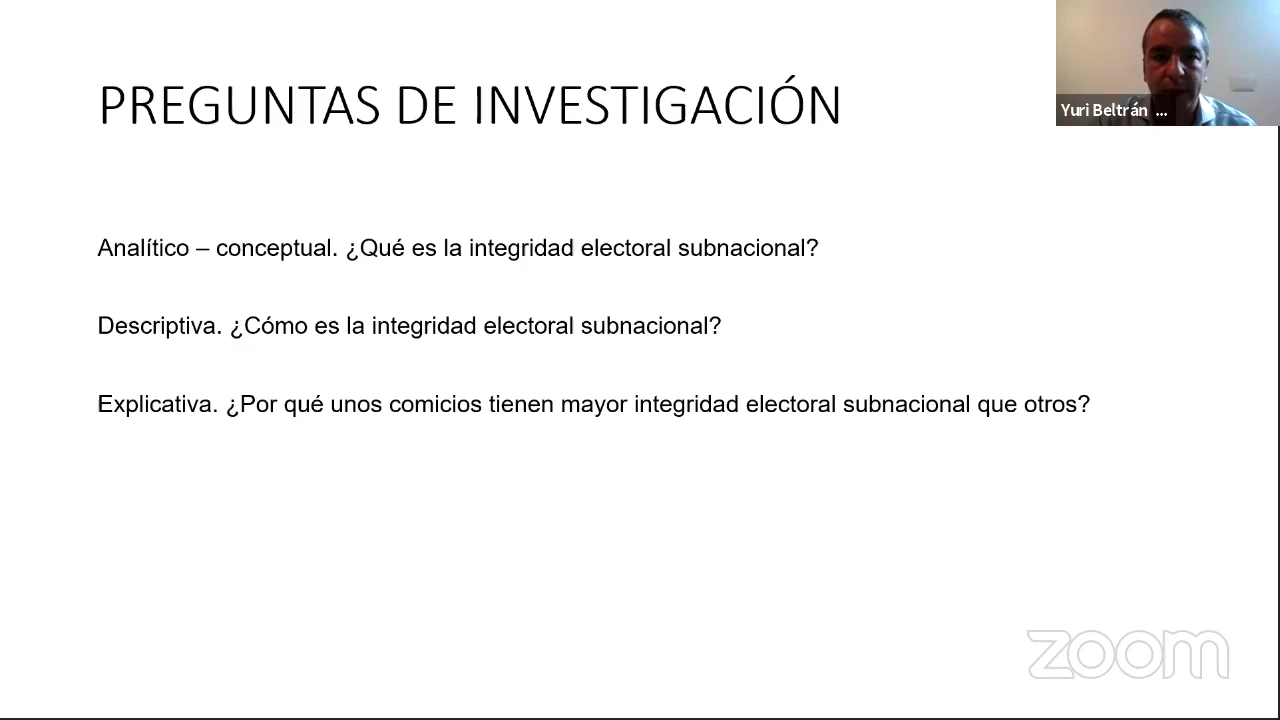 PREGUNTAS DE INVESTIGACIÓN
Yuri Beltrán ...
Analítico – conceptual. ¿Qué es la integridad electoral subnacional?
Descriptiva. ¿Cómo es la integridad electoral subnacional?
Explicativa. ¿Por qué unos comicios tienen mayor integridad electoral subnacional que otros?
zoom